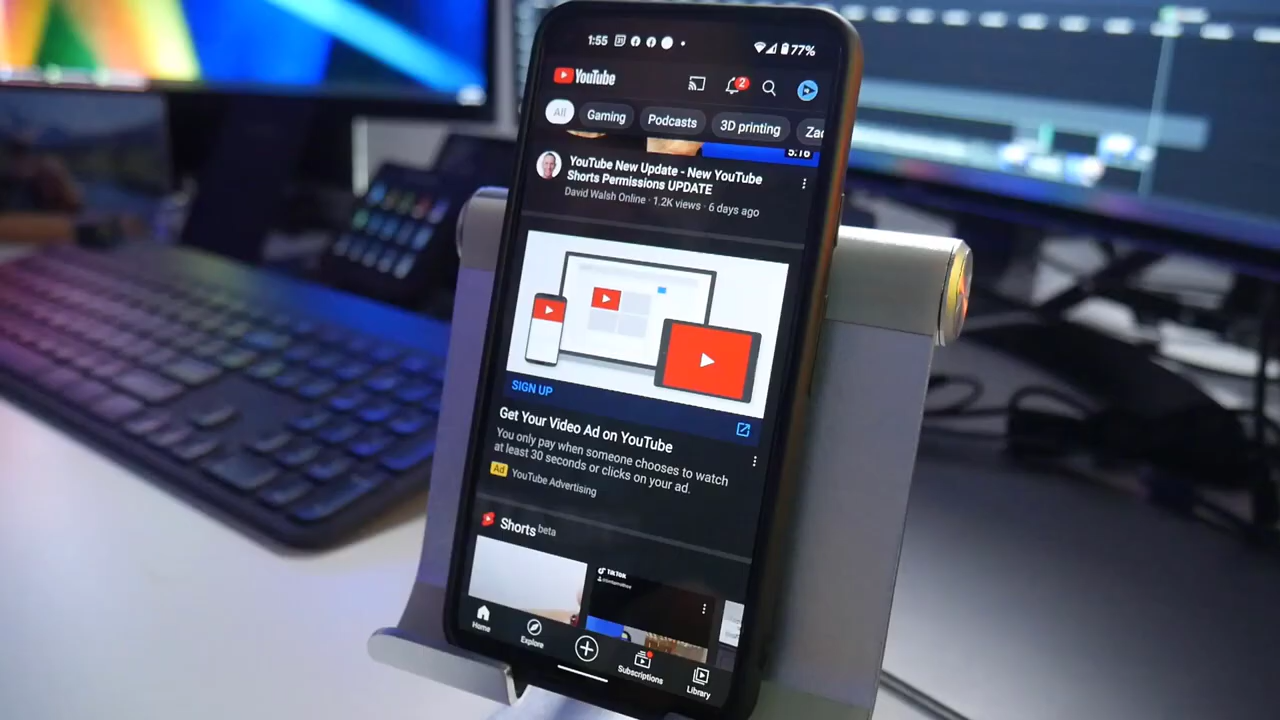 1:55
77%
YouTube
2
All
Gaming
Podcasts
3D printing
Zac
5:16
YouTube New Update - New YouTube
Shorts Permissions UPDATE
David Walsh Online · 1.2K views · 6 days ago
SIGN UP
Get Your Video Ad on YouTube
You only pay when someone chooses to watch
at least 30 seconds or clicks on your ad.
Ad
YouTube Advertising
Shorts beta
TikTok
Home
Explore
Subscriptions
Library